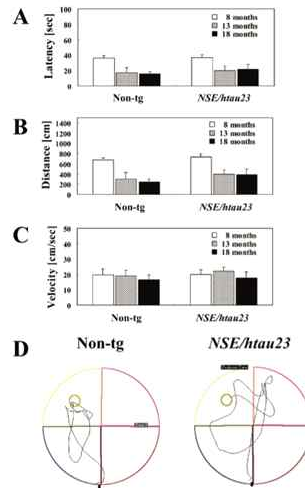 A
Latency [sec]
100
80
60
40
20
0
8 months
13 months
18 months
Non-tg
NSE/htau23
B
Distance [cm]
1400
1200
1000
800
600
400
200
0
8 months
13 months
18 months
Non-tg
NSE/htau23
C
Velocity [cm/sec]
50
40
30
20
10
0
8 months
13 months
18 months
Non-tg
NSE/htau23
D
Non-tg
NSE/htau23